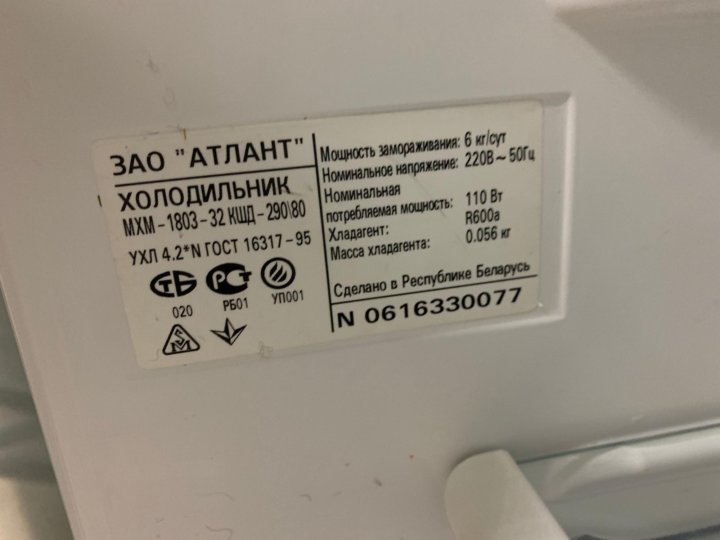 ЗАО "АТЛАНТ"
ХОЛОДИЛЬНИК
МХМ-1803-32 КШД-290\80
УХЛ 4.2*N ГОСТ 16317-95
СТБ
РСТ
020
РБ01
УП001
Мощность замораживания: 6 кг/сут
Номинальное напряжение: 220В ~ 50Гц
Номинальная
потребляемая мощность: 110 Вт
Хладагент: R600a
Масса хладагента: 0.056 кг
Сделано в Республике Беларусь
N 0616330077